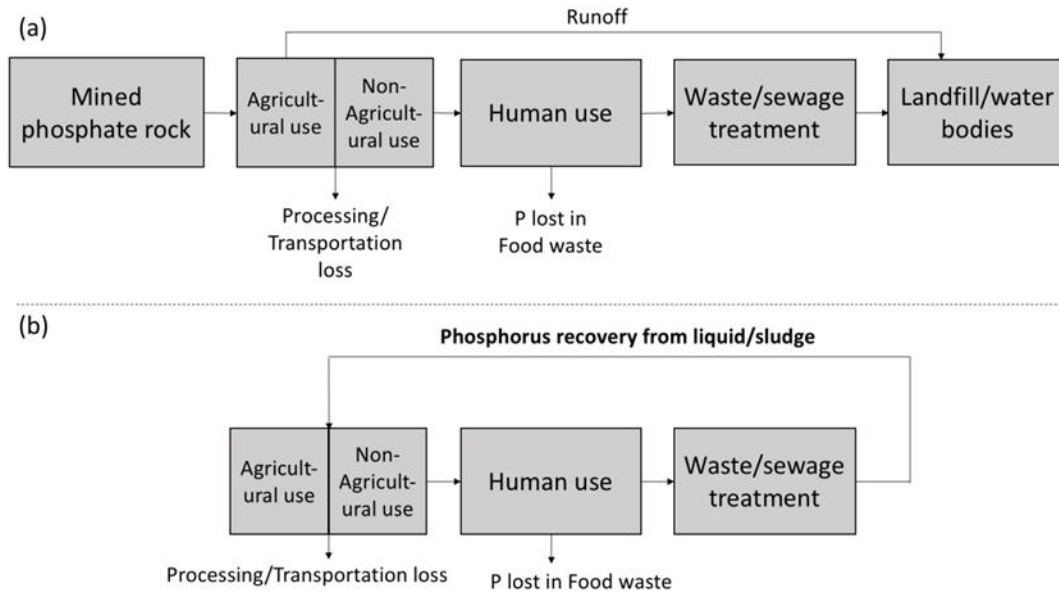 (a)
Runoff
Mined
phosphate rock
Agricult-
ural use
Non-
Agricult-
ural use
Human use
Waste/sewage
treatment
Landfill/water
bodies
Processing/
Transportation
loss
P lost in
Food waste
(b)
Phosphorus recovery from liquid/sludge
Agricult-
ural use
Non-
Agricult-
ural use
Human use
Waste/sewage
treatment
Processing/Transportation loss
P lost in Food waste